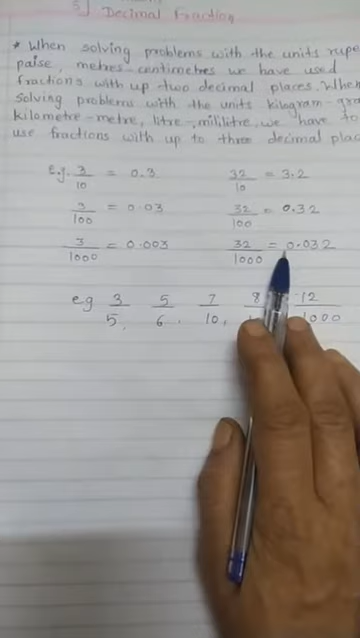 5] Decimal Fraction
* When solving problems with the units
paise, metres-centimetres we have used
fractions with up two decimal places. When
solving problems with the units kilogram-
kilometre-metre, litre-mililitre, we have to
use fractions with up to three decimal
e.g. 3/10 = 0.3 32/10 = 3.2
3/100 = 0.03 32/100 = 0.32
3/1000 = 0.003 32/1000 = 0.032
e.g 3/5, 5/6, 7/10, 8 12/1000